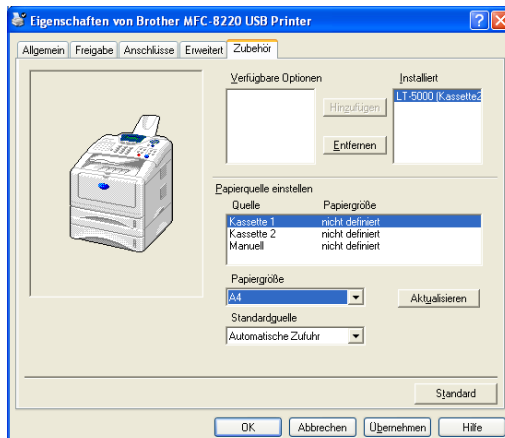 Eigenschaften von Brother MFC-8220 USB Printer
Allgemein Freigabe Anschlüsse Erweitert Zubehör
Verfügbare Optionen Installiert
LT-5000 (Kassette2
Hinzufügen
Entfernen
Papierquelle einstellen
Quelle Papiergröße
Kassette 1 nicht definiert
Kassette 2 nicht definiert
Manuell nicht definiert
Papiergröße
A4 Aktualisieren
Standardquelle
Automatische Zufuhr
Standard
OK Abbrechen Übernehmen Hilfe